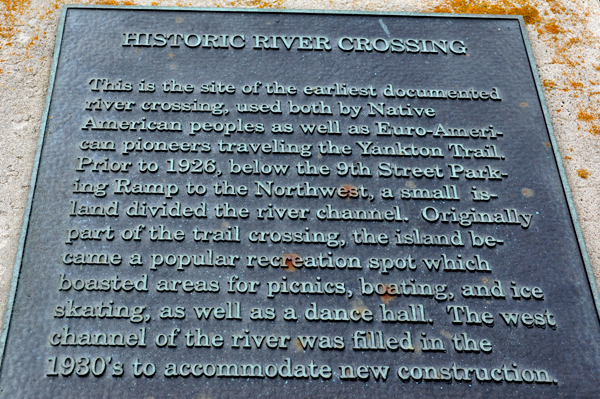 HISTORIC RIVER CROSSING
This is the site of the earliest documented
river crossing, used both by Native
American peoples as well as Euro-Ameri-
can pioneers traveling the Yankton Trail.
Prior to 1926, below the 9th Street Park-
ing Ramp to the Northwest, a small is-
land divided the river channel. Originally
part of the trail crossing, the island be-
came a popular recreation spot which
boasted areas for picnics, boating, and ice
skating, as well as a dance hall. The west
channel of the river was filled in the
1930's to accommodate new construction.